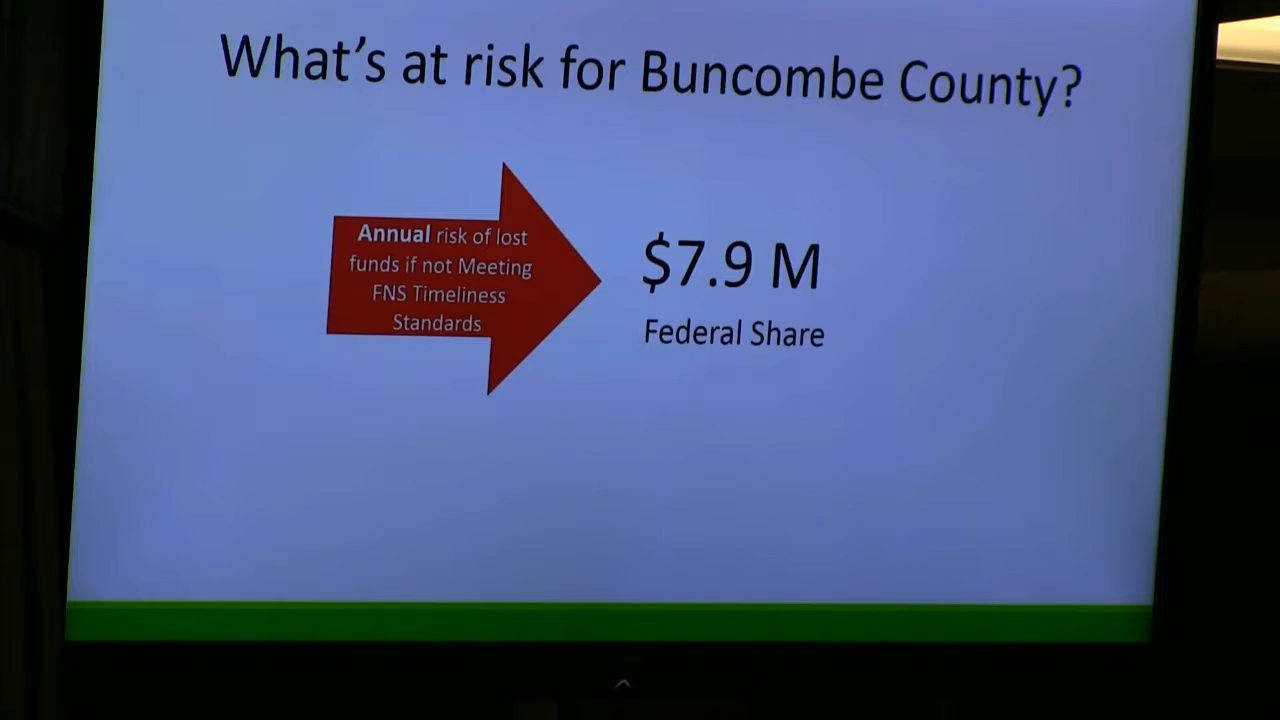 What's at risk for Buncombe County?
Annual risk of lost
funds if not Meeting
FNS Timeliness
Standards
$7.9 M
Federal Share